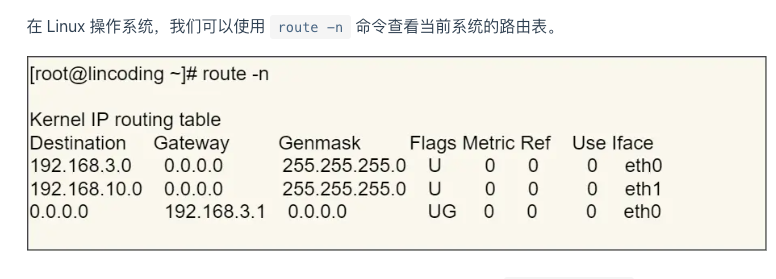 在 Linux 操作系统，我们可以使用 route -n 命令查看当前系统的路由表。
[root@lincoding ~]# route -n
Kernel IP routing table
Destination Gateway Genmask Flags Metric Ref Use Iface
192.168.3.0 0.0.0.0 255.255.255.0 U 0 0 0 eth0
192.168.10.0 0.0.0.0 255.255.255.0 U 0 0 0 eth1
0.0.0.0 192.168.3.1 0.0.0.0 UG 0 0 0 eth0